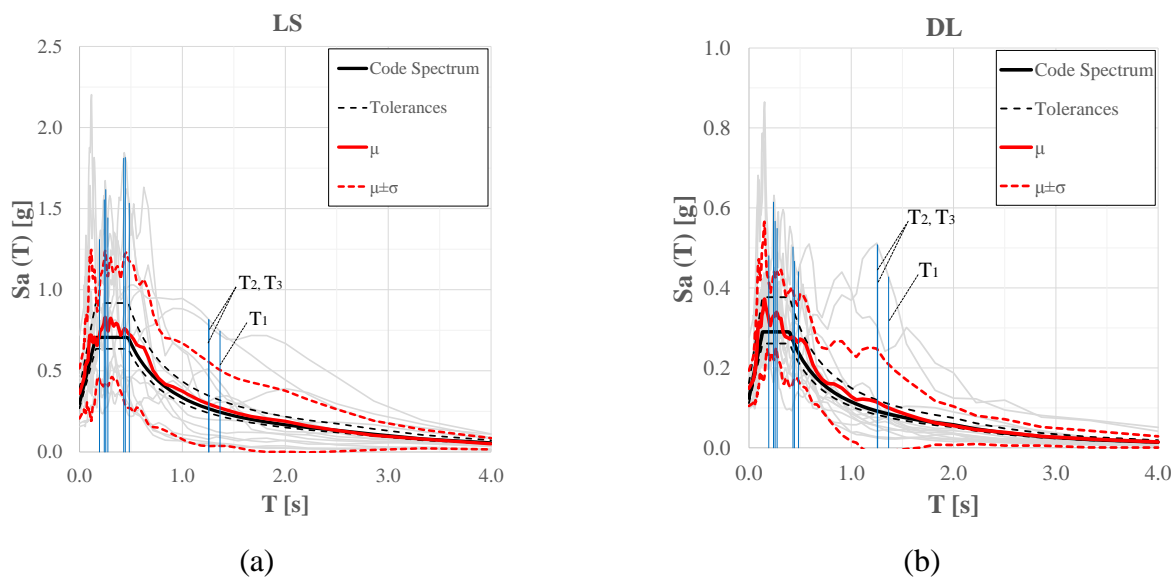 LS
2.5
2.0
1.5
1.0
0.5
0.0
Sa (T) [g]
Code Spectrum
Tolerances
μ
μ±σ
T2, T3
T1
0.0 1.0 2.0 3.0 4.0
T [s]
(a)
DL
1.0
0.8
0.6
0.4
0.2
0.0
Sa (T) [g]
Code Spectrum
Tolerances
μ
μ±σ
T2, T3
T1
0.0 1.0 2.0 3.0 4.0
T [s]
(b)